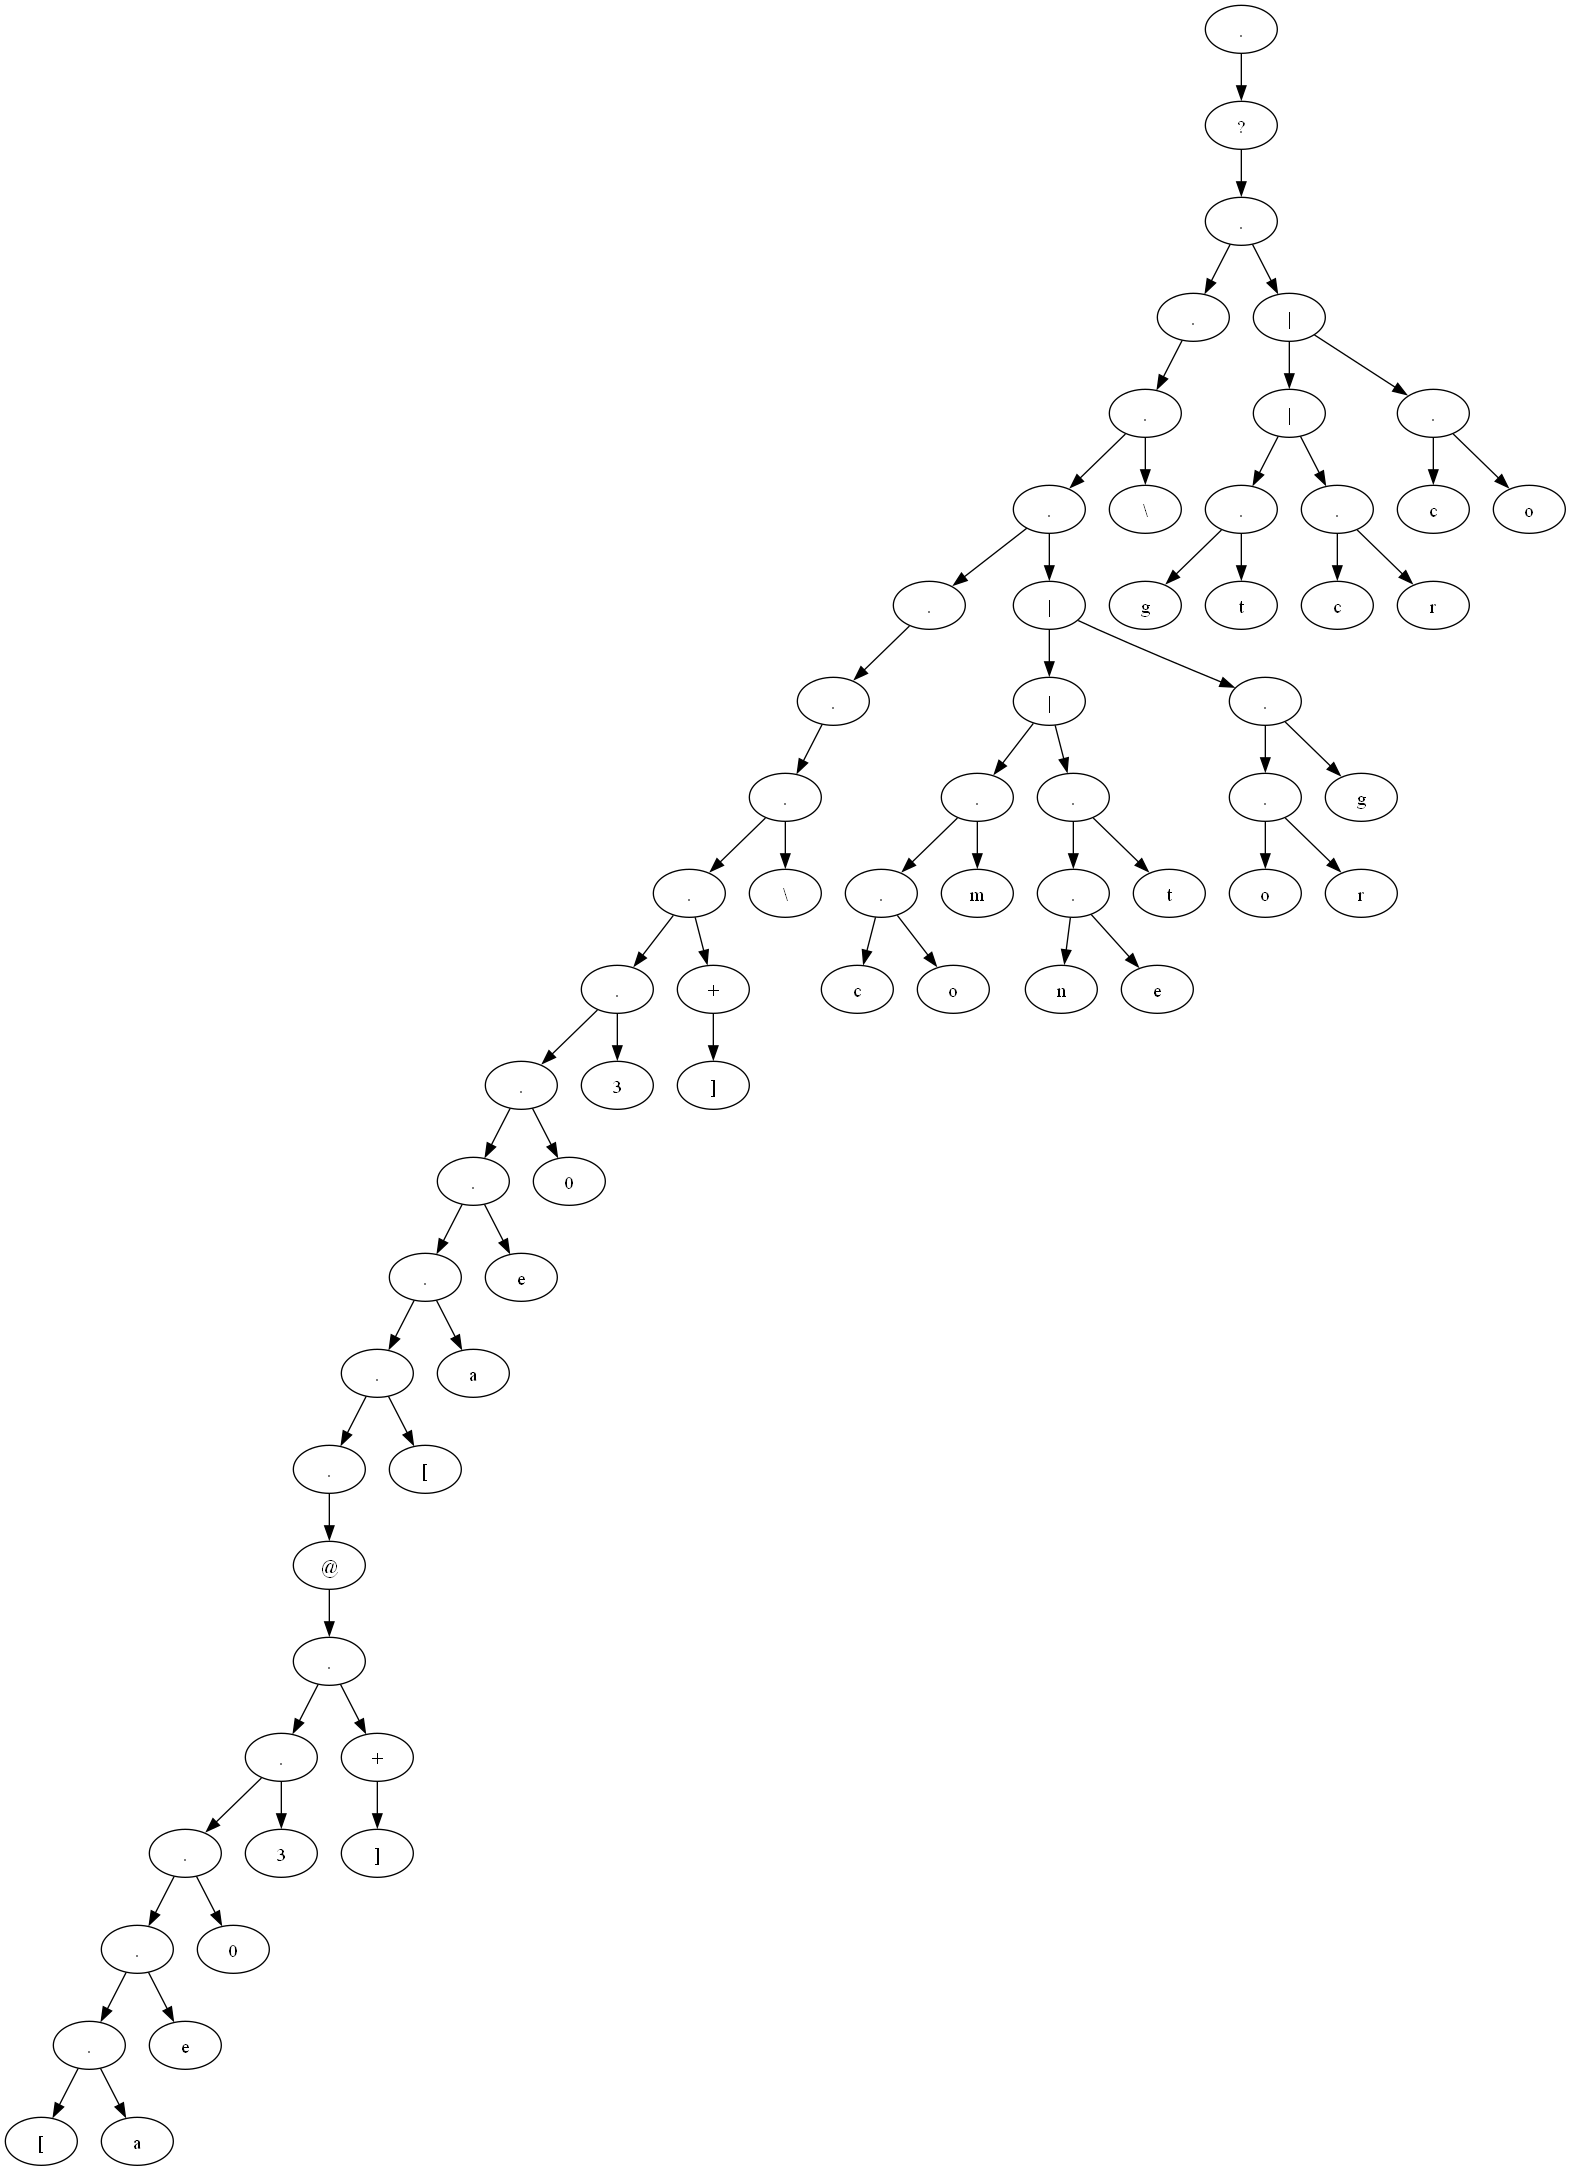 .
?
.
. |
. | .
. \ . . c o
. | g t c r
. | .
. . . . g
. \ . m . t o r
. + c o n e
. 3 ]
. 0
. e
. a
. [
@
.
. +
. 3 ]
. 0
. e
[ a